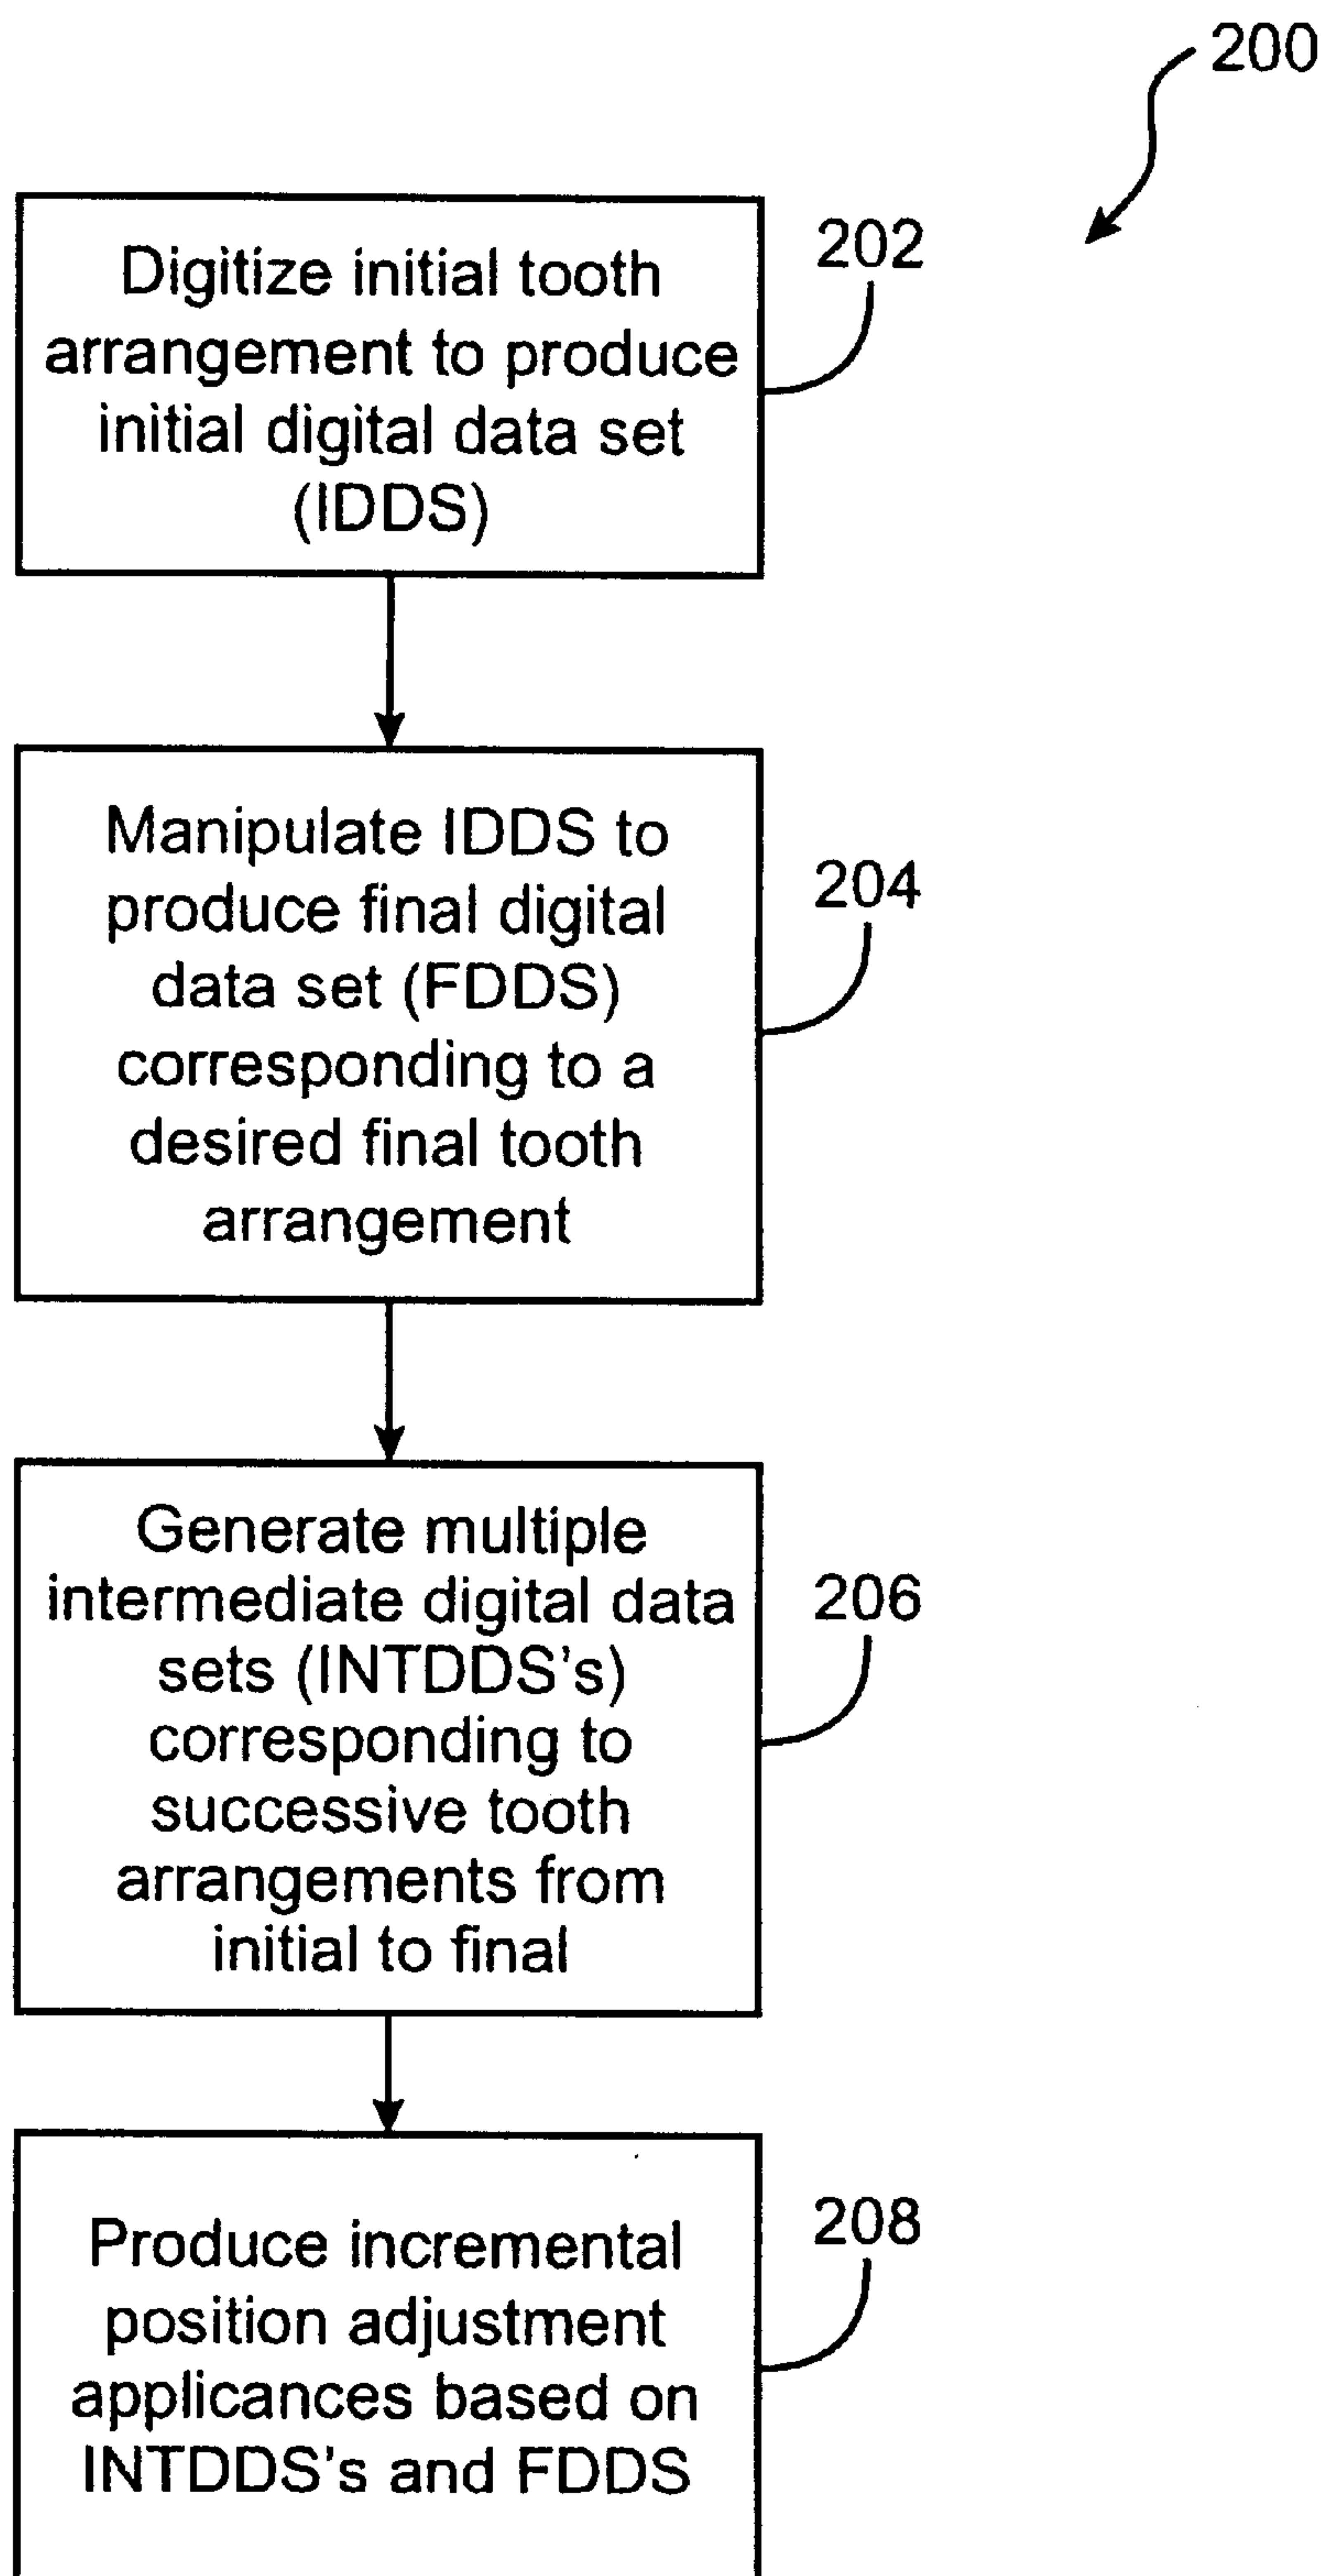 200
Digitize initial tooth
arrangement to produce
initial digital data set
(IDDS)
202
Manipulate IDDS to
produce final digital
data set (FDDS)
corresponding to a
desired final tooth
arrangement
204
Generate multiple
intermediate digital data
sets (INTDDS's)
corresponding to
successive tooth
arrangements from
initial to final
206
Produce incremental
position adjustment
applicances based on
INTDDS's and FDDS
208